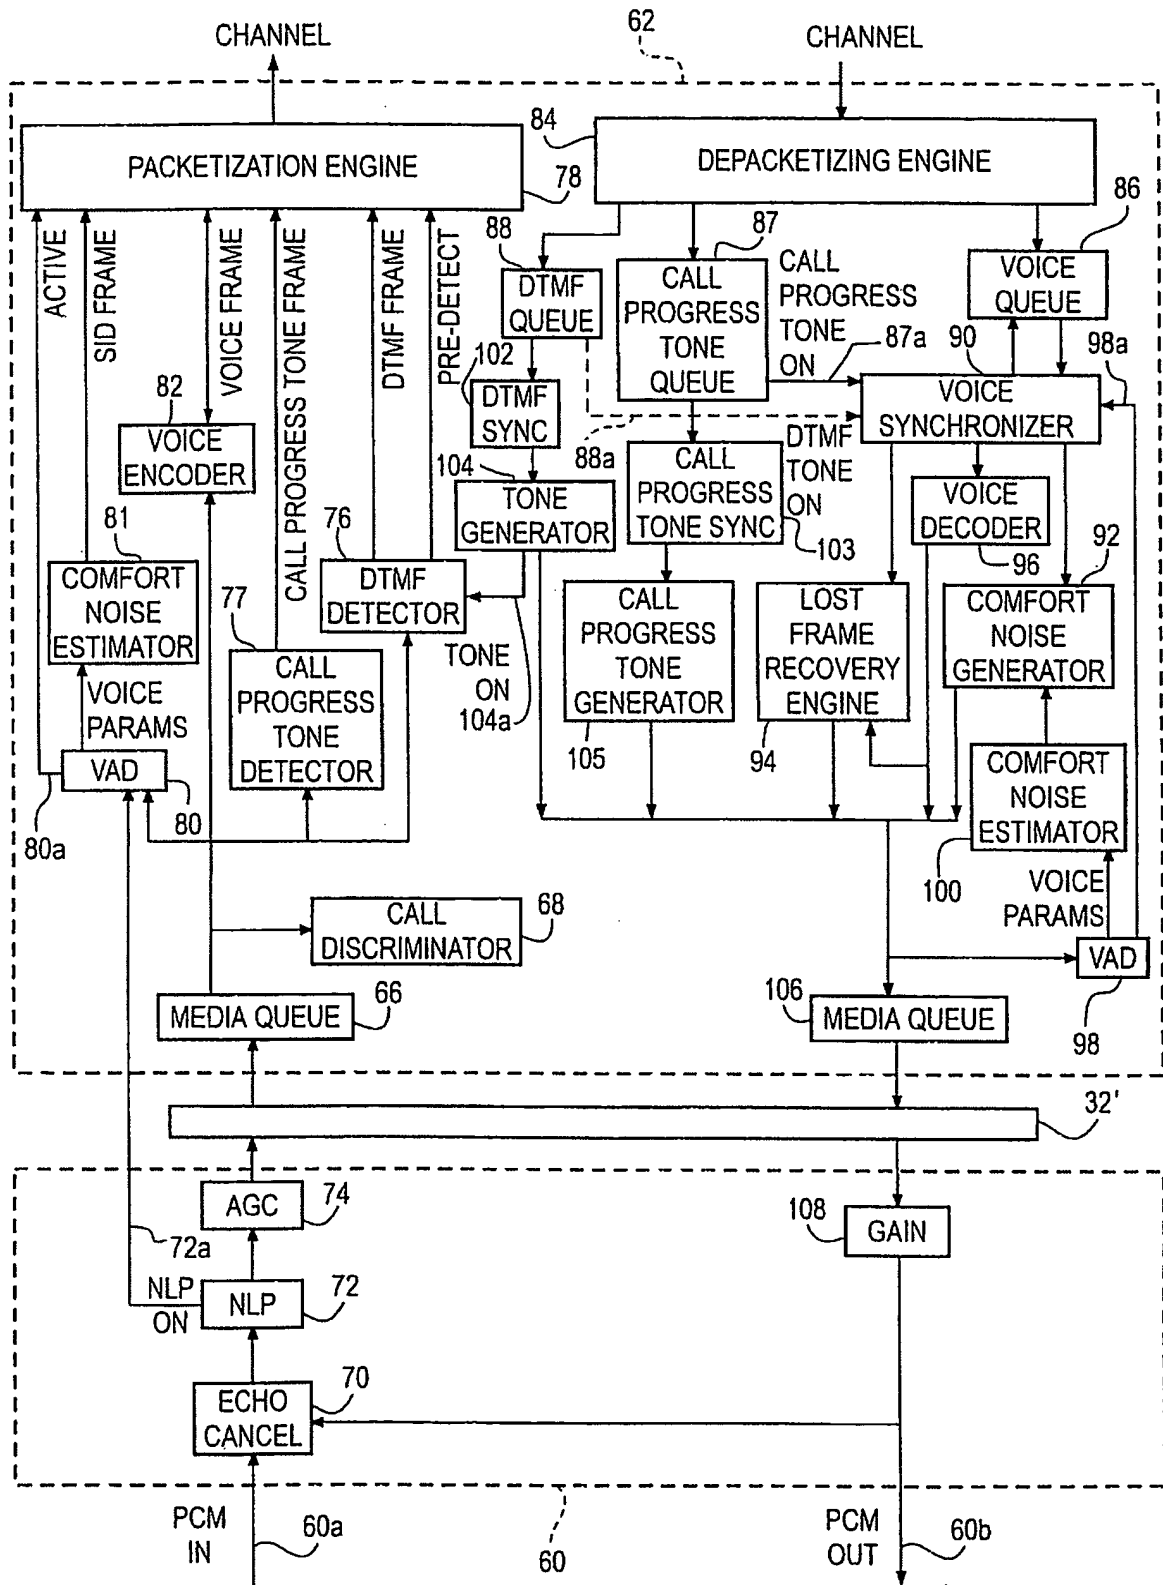 62
CHANNEL
CHANNEL
84
PACKETIZATION ENGINE
78
DEPACKETIZING ENGINE
86
ACTIVE
SID FRAME
VOICE FRAME
CALL PROGRESS TONE FRAME
DTMF FRAME
PRE-DETECT
88
DTMF
QUEUE
87
CALL
PROGRESS
TONE
QUEUE
CALL
PROGRESS
TONE
ON
87a
VOICE
QUEUE
90
98a
VOICE
SYNCHRONIZER
102
DTMF
SYNC
88a
DTMF
TONE
ON
82
VOICE
ENCODER
104
TONE
GENERATOR
CALL
PROGRESS
TONE SYNC
103
VOICE
DECODER
96
92
81
COMFORT
NOISE
ESTIMATOR
76
DTMF
DETECTOR
TONE
ON
104a
CALL
PROGRESS
TONE
GENERATOR
105
LOST
FRAME
RECOVERY
ENGINE
94
COMFORT
NOISE
GENERATOR
77
CALL
PROGRESS
TONE
DETECTOR
VOICE
PARAMS
VAD
80
80a
COMFORT
NOISE
ESTIMATOR
100
VOICE
PARAMS
VAD
98
CALL
DISCRIMINATOR
68
MEDIA QUEUE
66
106
MEDIA QUEUE
32'
AGC
74
108
GAIN
72a
NLP
ON
NLP
72
ECHO
CANCEL
70
PCM
IN
60a
60
PCM
OUT
60b